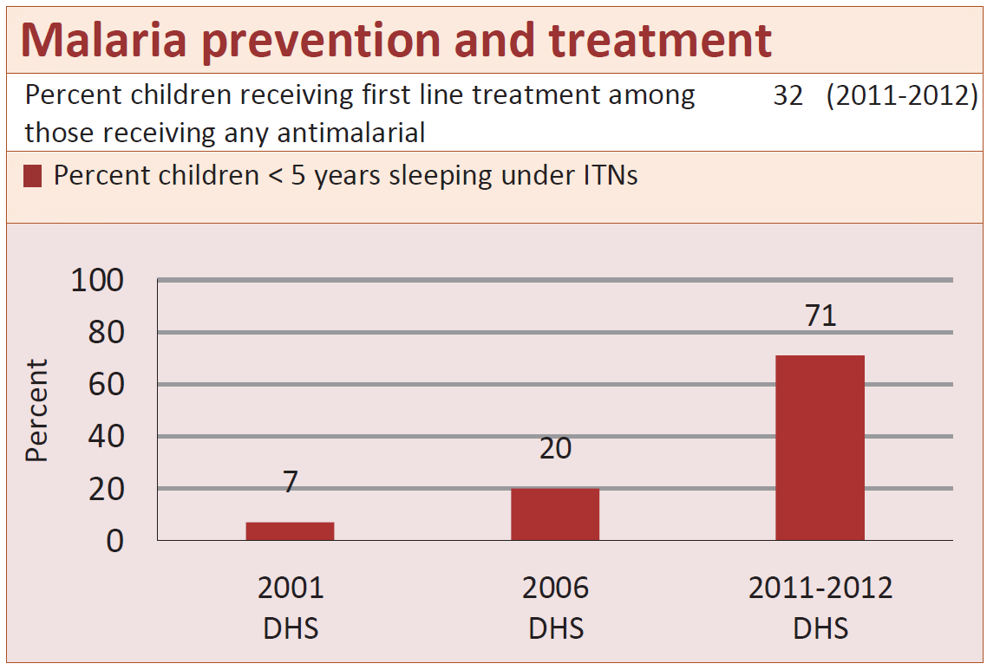 Malaria prevention and treatment
Percent children receiving first line treatment among 32 (2011-2012)
those receiving any antimalarial
Percent children < 5 years sleeping under ITNs
100
80
60
40
20
0
Percent
7
20
71
2001 2006 2011-2012
DHS DHS DHS